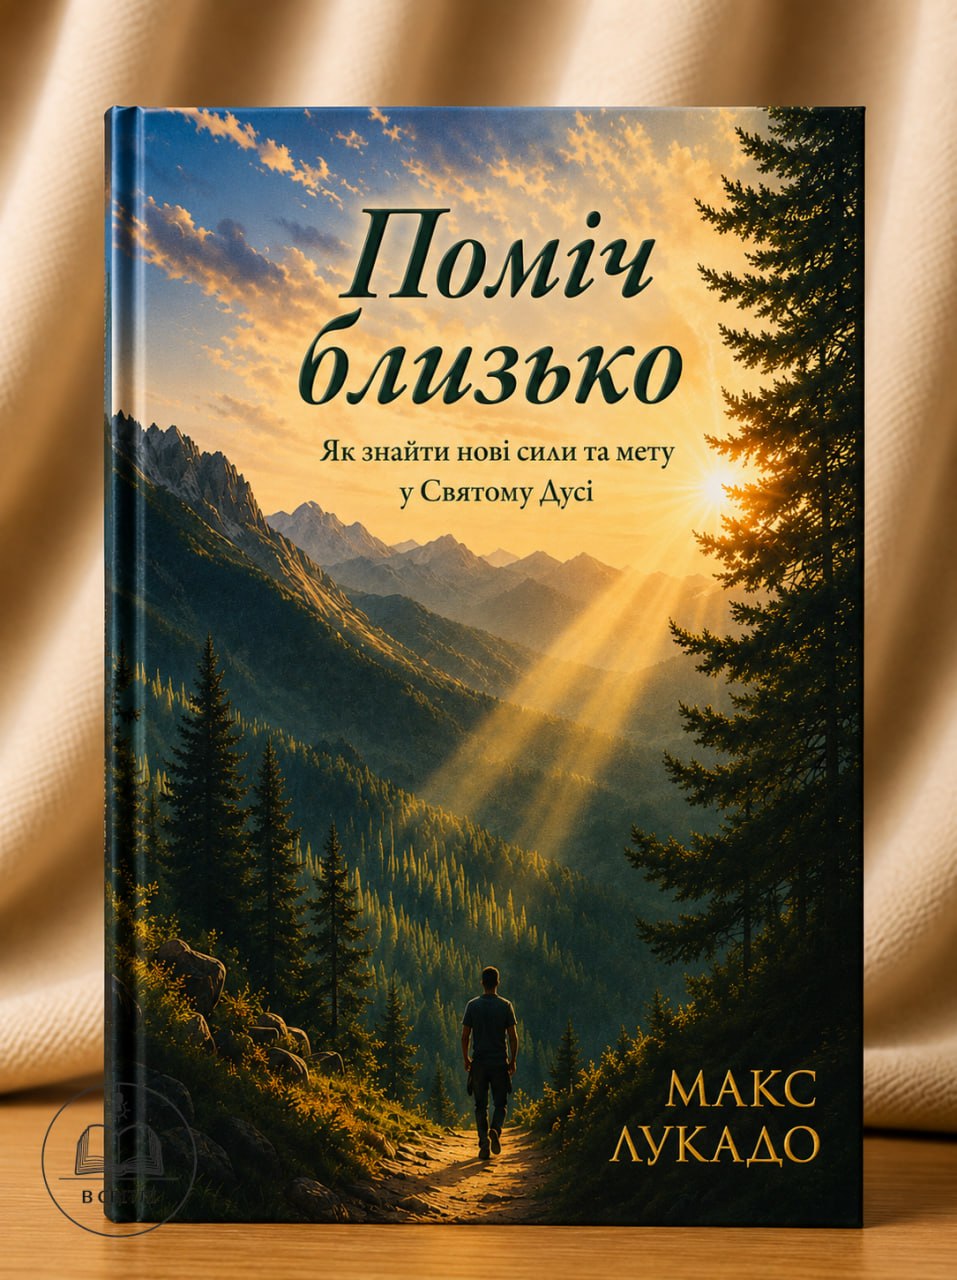 Поміч
близько
Як знайти нові сили та мету
у Святому Дусі
МАКС
ЛУКАДО